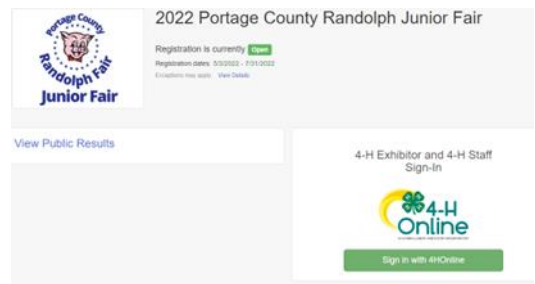 Portage County
Randolph Fair
Junior Fair
2022 Portage County Randolph Junior Fair
Registration is currently Open
Registration dates: 5/3/2022 - 7/31/2022
Exceptions may apply. View Details
View Public Results
4-H Exhibitor and 4-H Staff
Sign-In
4-H
Online
Sign in with 4HOnline